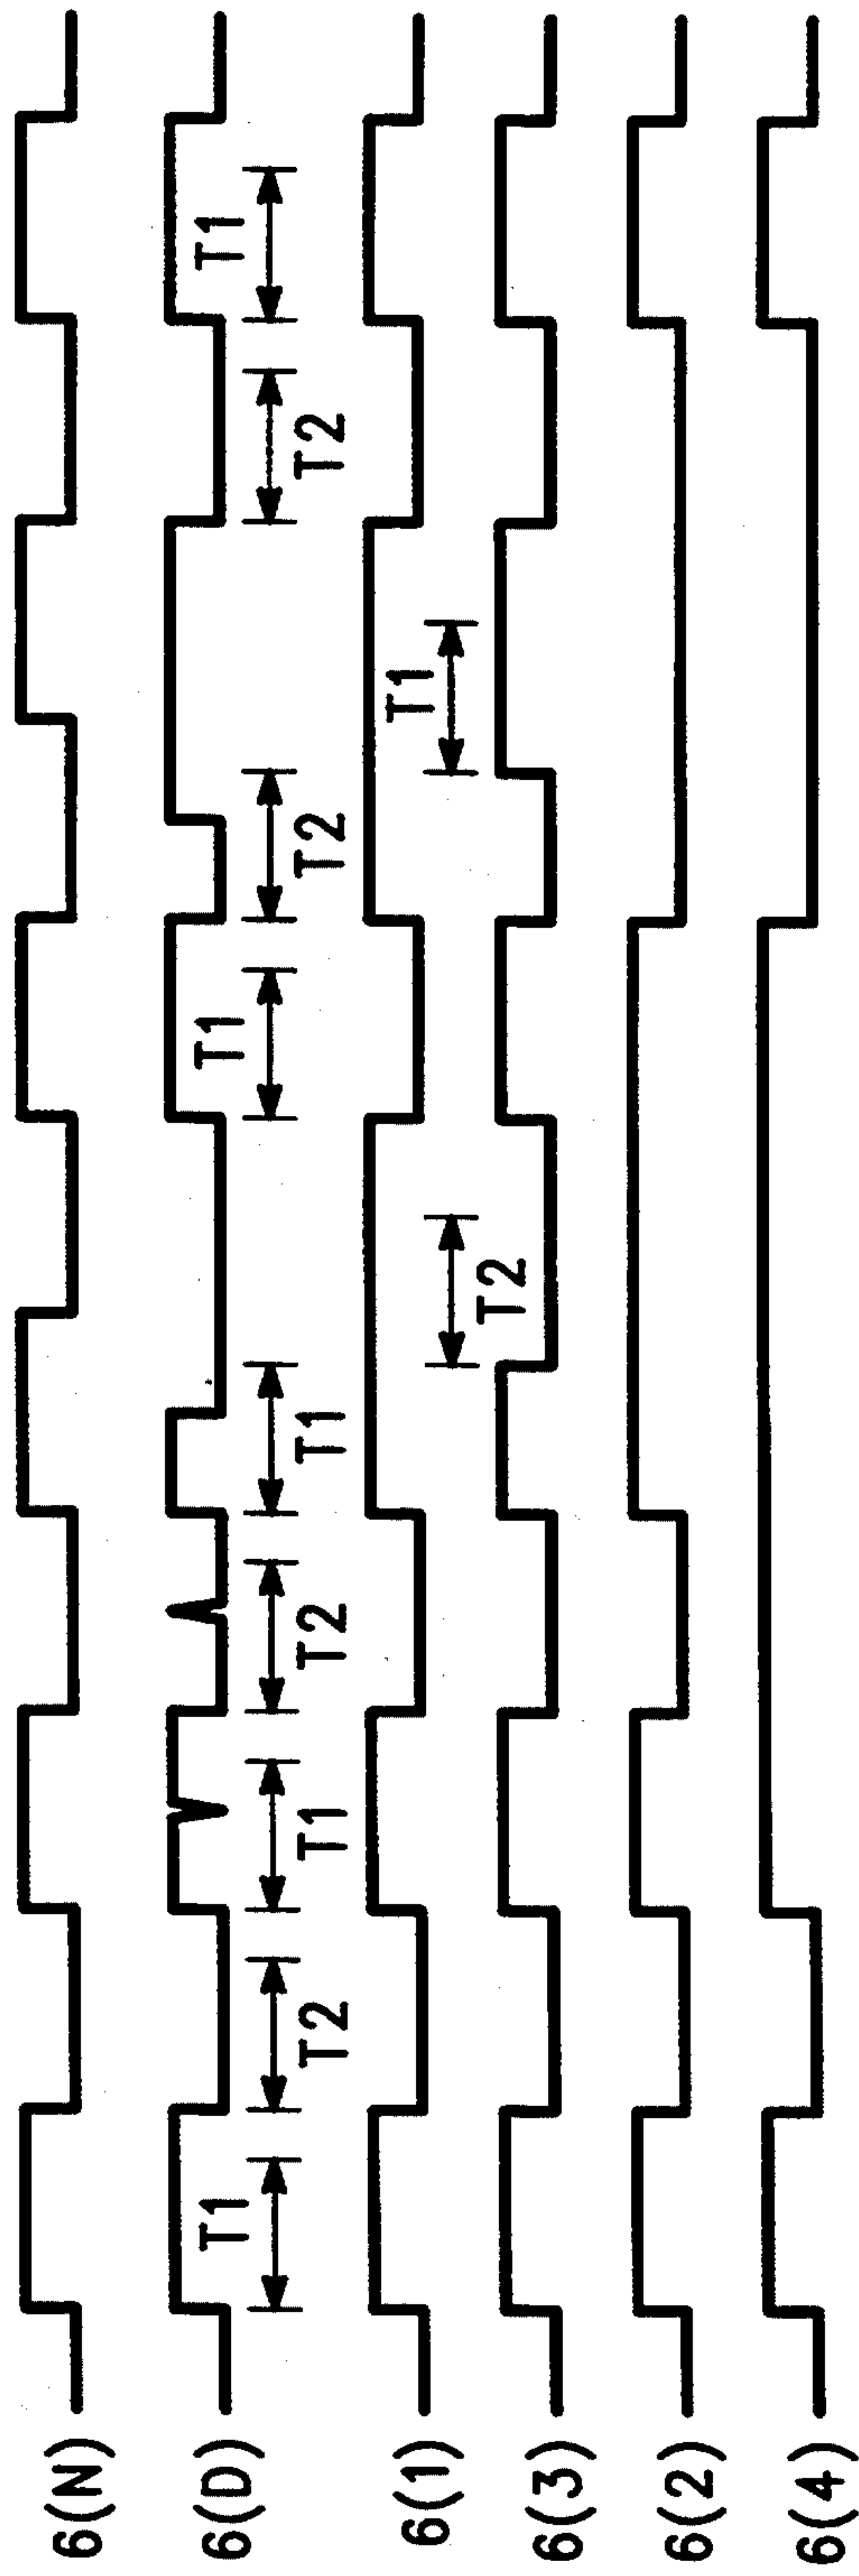 6(N)
6(D) T1 T1 T1
T2 T1 T2 T1 T2 T2
6(1) T1
T2
6(3)
6(2)
6(4)